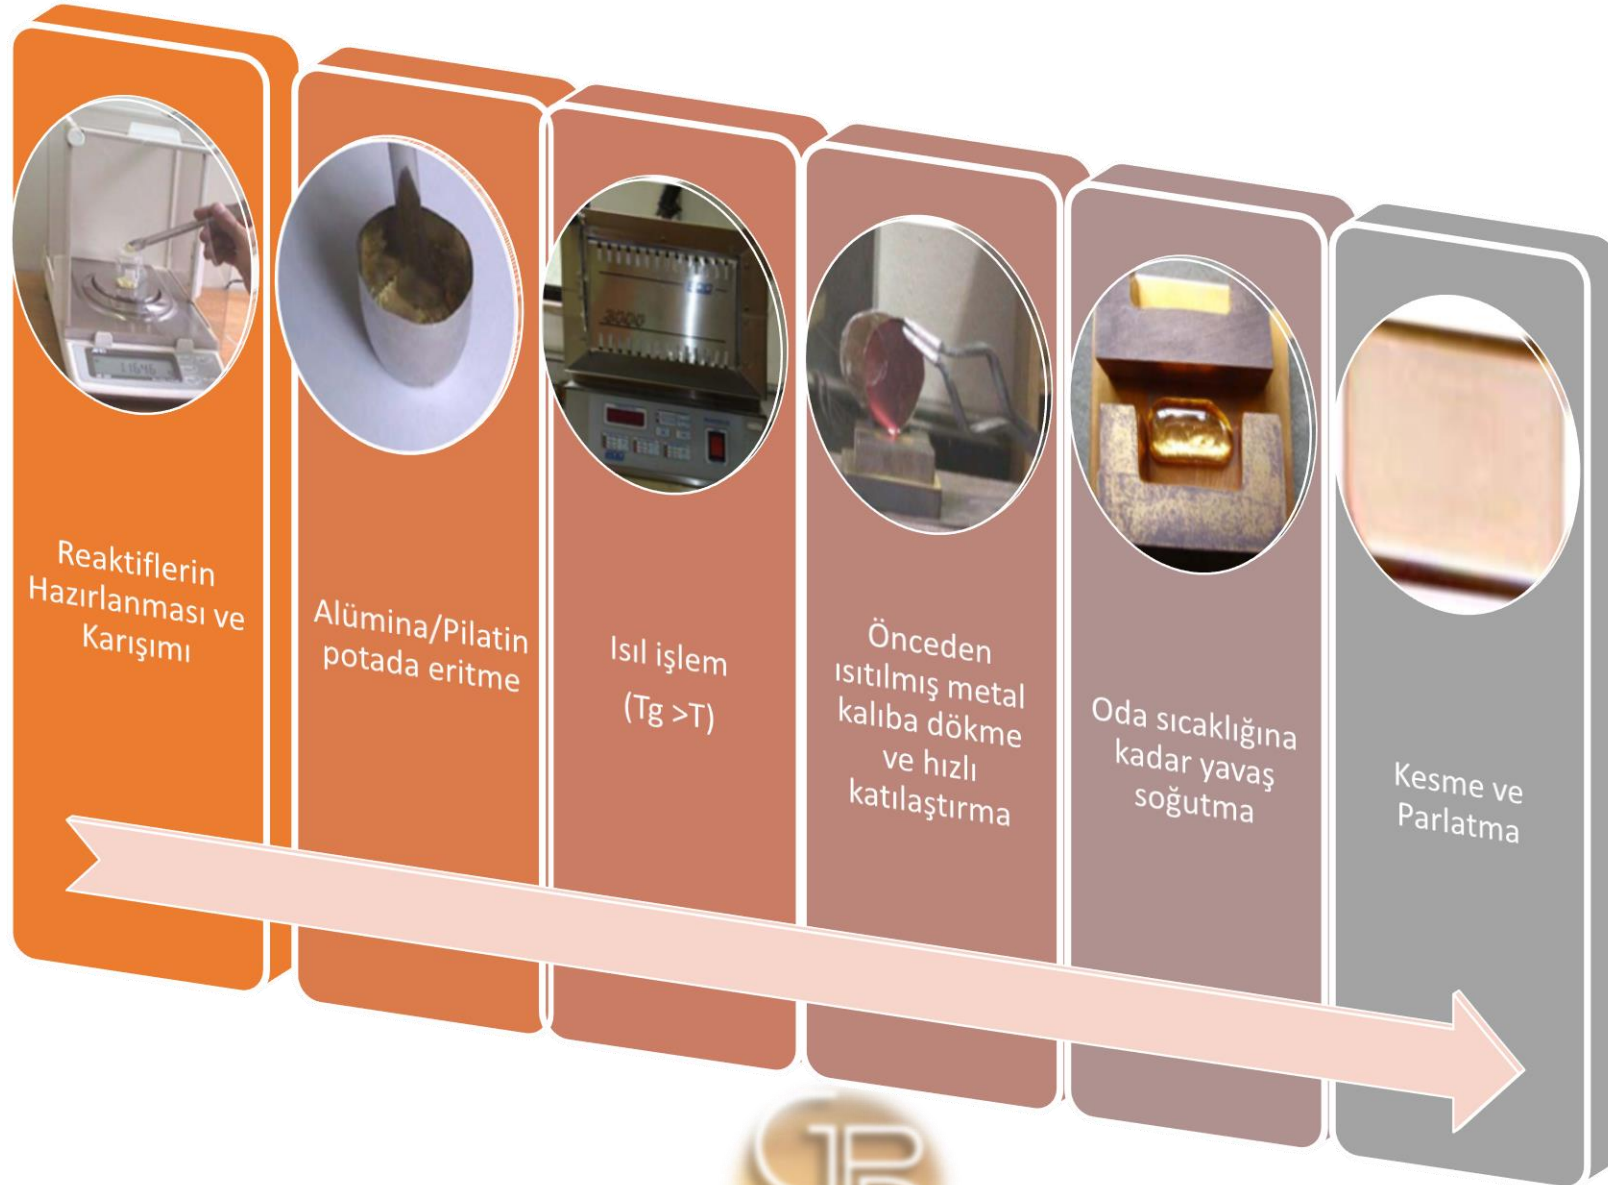 Reaktiflerin
Hazırlanması ve
Karışımı
Alümina/Pilatin
potada eritme
Isıl işlem
(Tg >T)
Önceden
ısıtılmış metal
kalıba dökme
ve hızlı
katılaştırma
Oda sıcaklığına
kadar yavaş
soğutma
Kesme ve
Parlatma